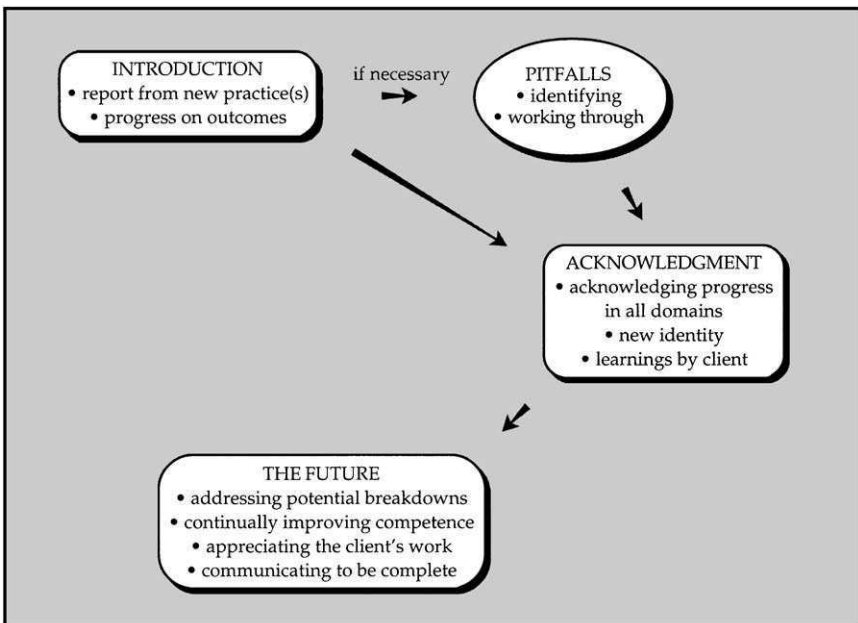 INTRODUCTION
• report from new practice(s)
• progress on outcomes
if necessary
PITFALLS
• identifying
• working through
ACKNOWLEDGMENT
• acknowledging progress
in all domains
• new identity
• learnings by client
THE FUTURE
• addressing potential breakdowns
• continually improving competence
• appreciating the client's work
• communicating to be complete